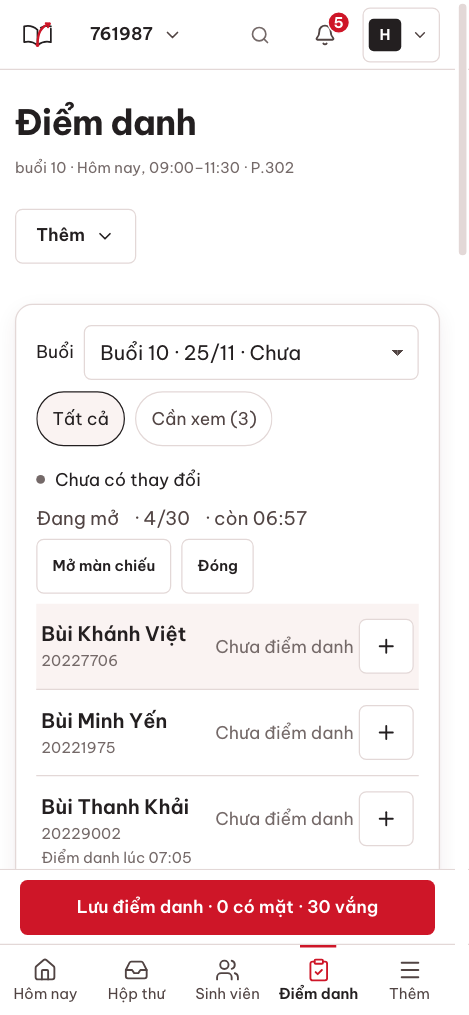 761987
5
H
Điểm danh
buổi 10 · Hôm nay, 09:00–11:30 · P.302
Thêm
Buổi
Buổi 10 · 25/11 · Chưa
Tất cả
Cần xem (3)
Chưa có thay đổi
Đang mở · 4/30 · còn 06:57
Mở màn chiếu
Đóng
Bùi Khánh Việt
20227706
Chưa điểm danh
Bùi Minh Yến
20221975
Chưa điểm danh
Bùi Thanh Khải
20229002
Điểm danh lúc 07:05
Chưa điểm danh
Lưu điểm danh · 0 có mặt · 30 vắng
Hôm nay
Hộp thư
Sinh viên
Điểm danh
Thêm